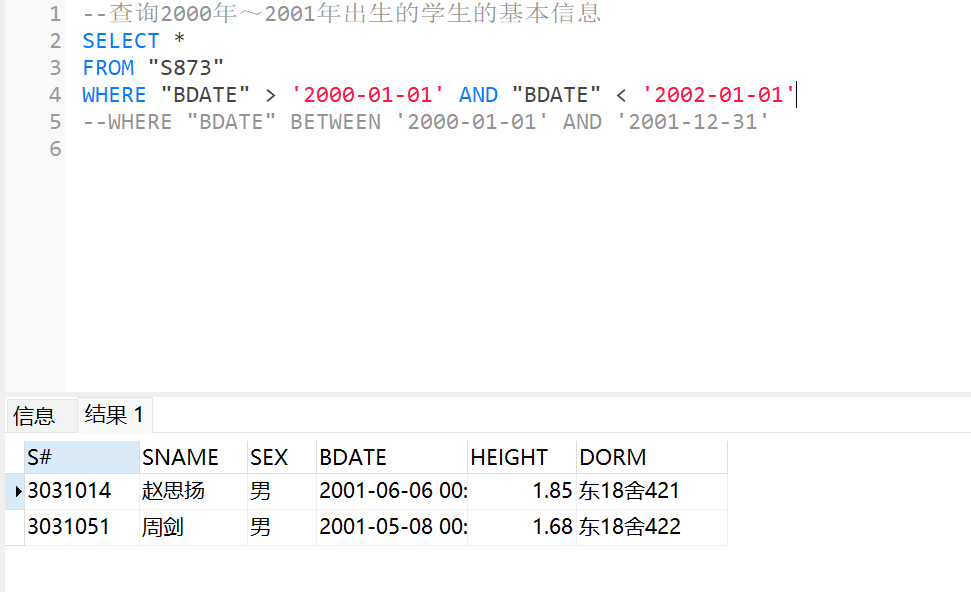 1 --查询2000年～2001年出生的学生的基本信息
2 SELECT *
3 FROM "S873"
4 WHERE "BDATE" > '2000-01-01' AND "BDATE" < '2002-01-01'
5 --WHERE "BDATE" BETWEEN '2000-01-01' AND '2001-12-31'
6
信息 结果 1
S# SNAME SEX BDATE HEIGHT DORM
3031014 赵思扬 男 2001-06-06 00: 1.85 东18舍421
3031051 周剑 男 2001-05-08 00: 1.68 东18舍422